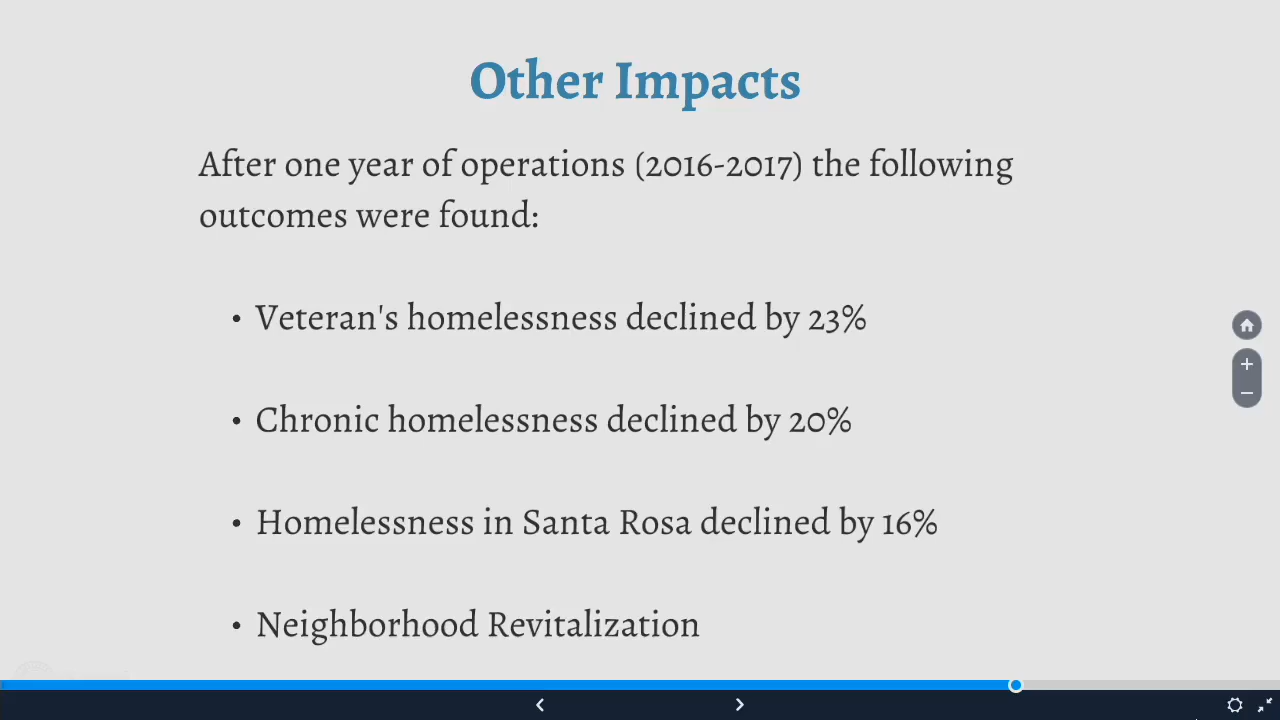 Other Impacts
After one year of operations (2016-2017) the following
outcomes were found:
• Veteran's homelessness declined by 23%
• Chronic homelessness declined by 20%
• Homelessness in Santa Rosa declined by 16%
• Neighborhood Revitalization